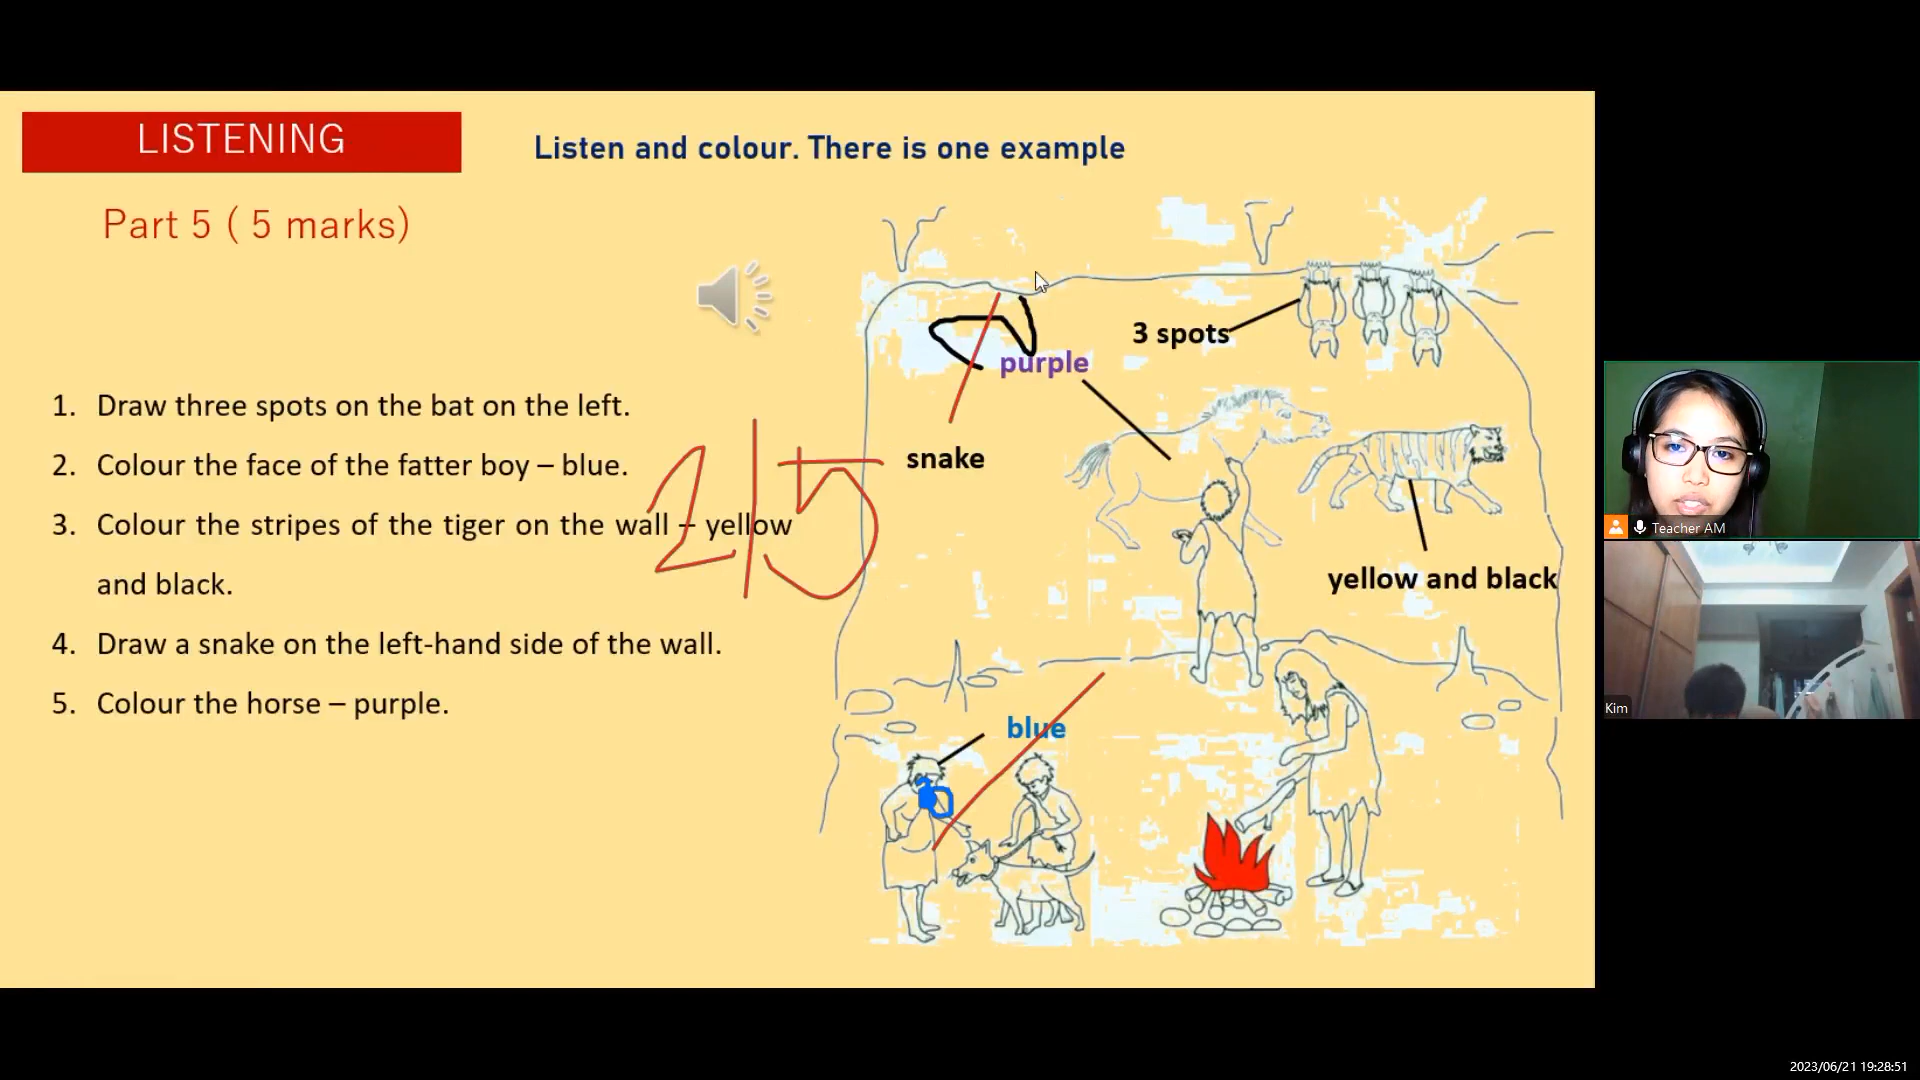 LISTENING
Listen and colour. There is one example
Part 5 ( 5 marks)
1. Draw three spots on the bat on the left.
2. Colour the face of the fatter boy – blue.
3. Colour the stripes of the tiger on the wall – yellow
and black.
4. Draw a snake on the left-hand side of the wall.
5. Colour the horse – purple.
2/5
3 spots
purple
snake
yellow and black
blue
Teacher AM
Kim
2023/06/21 19:28:51